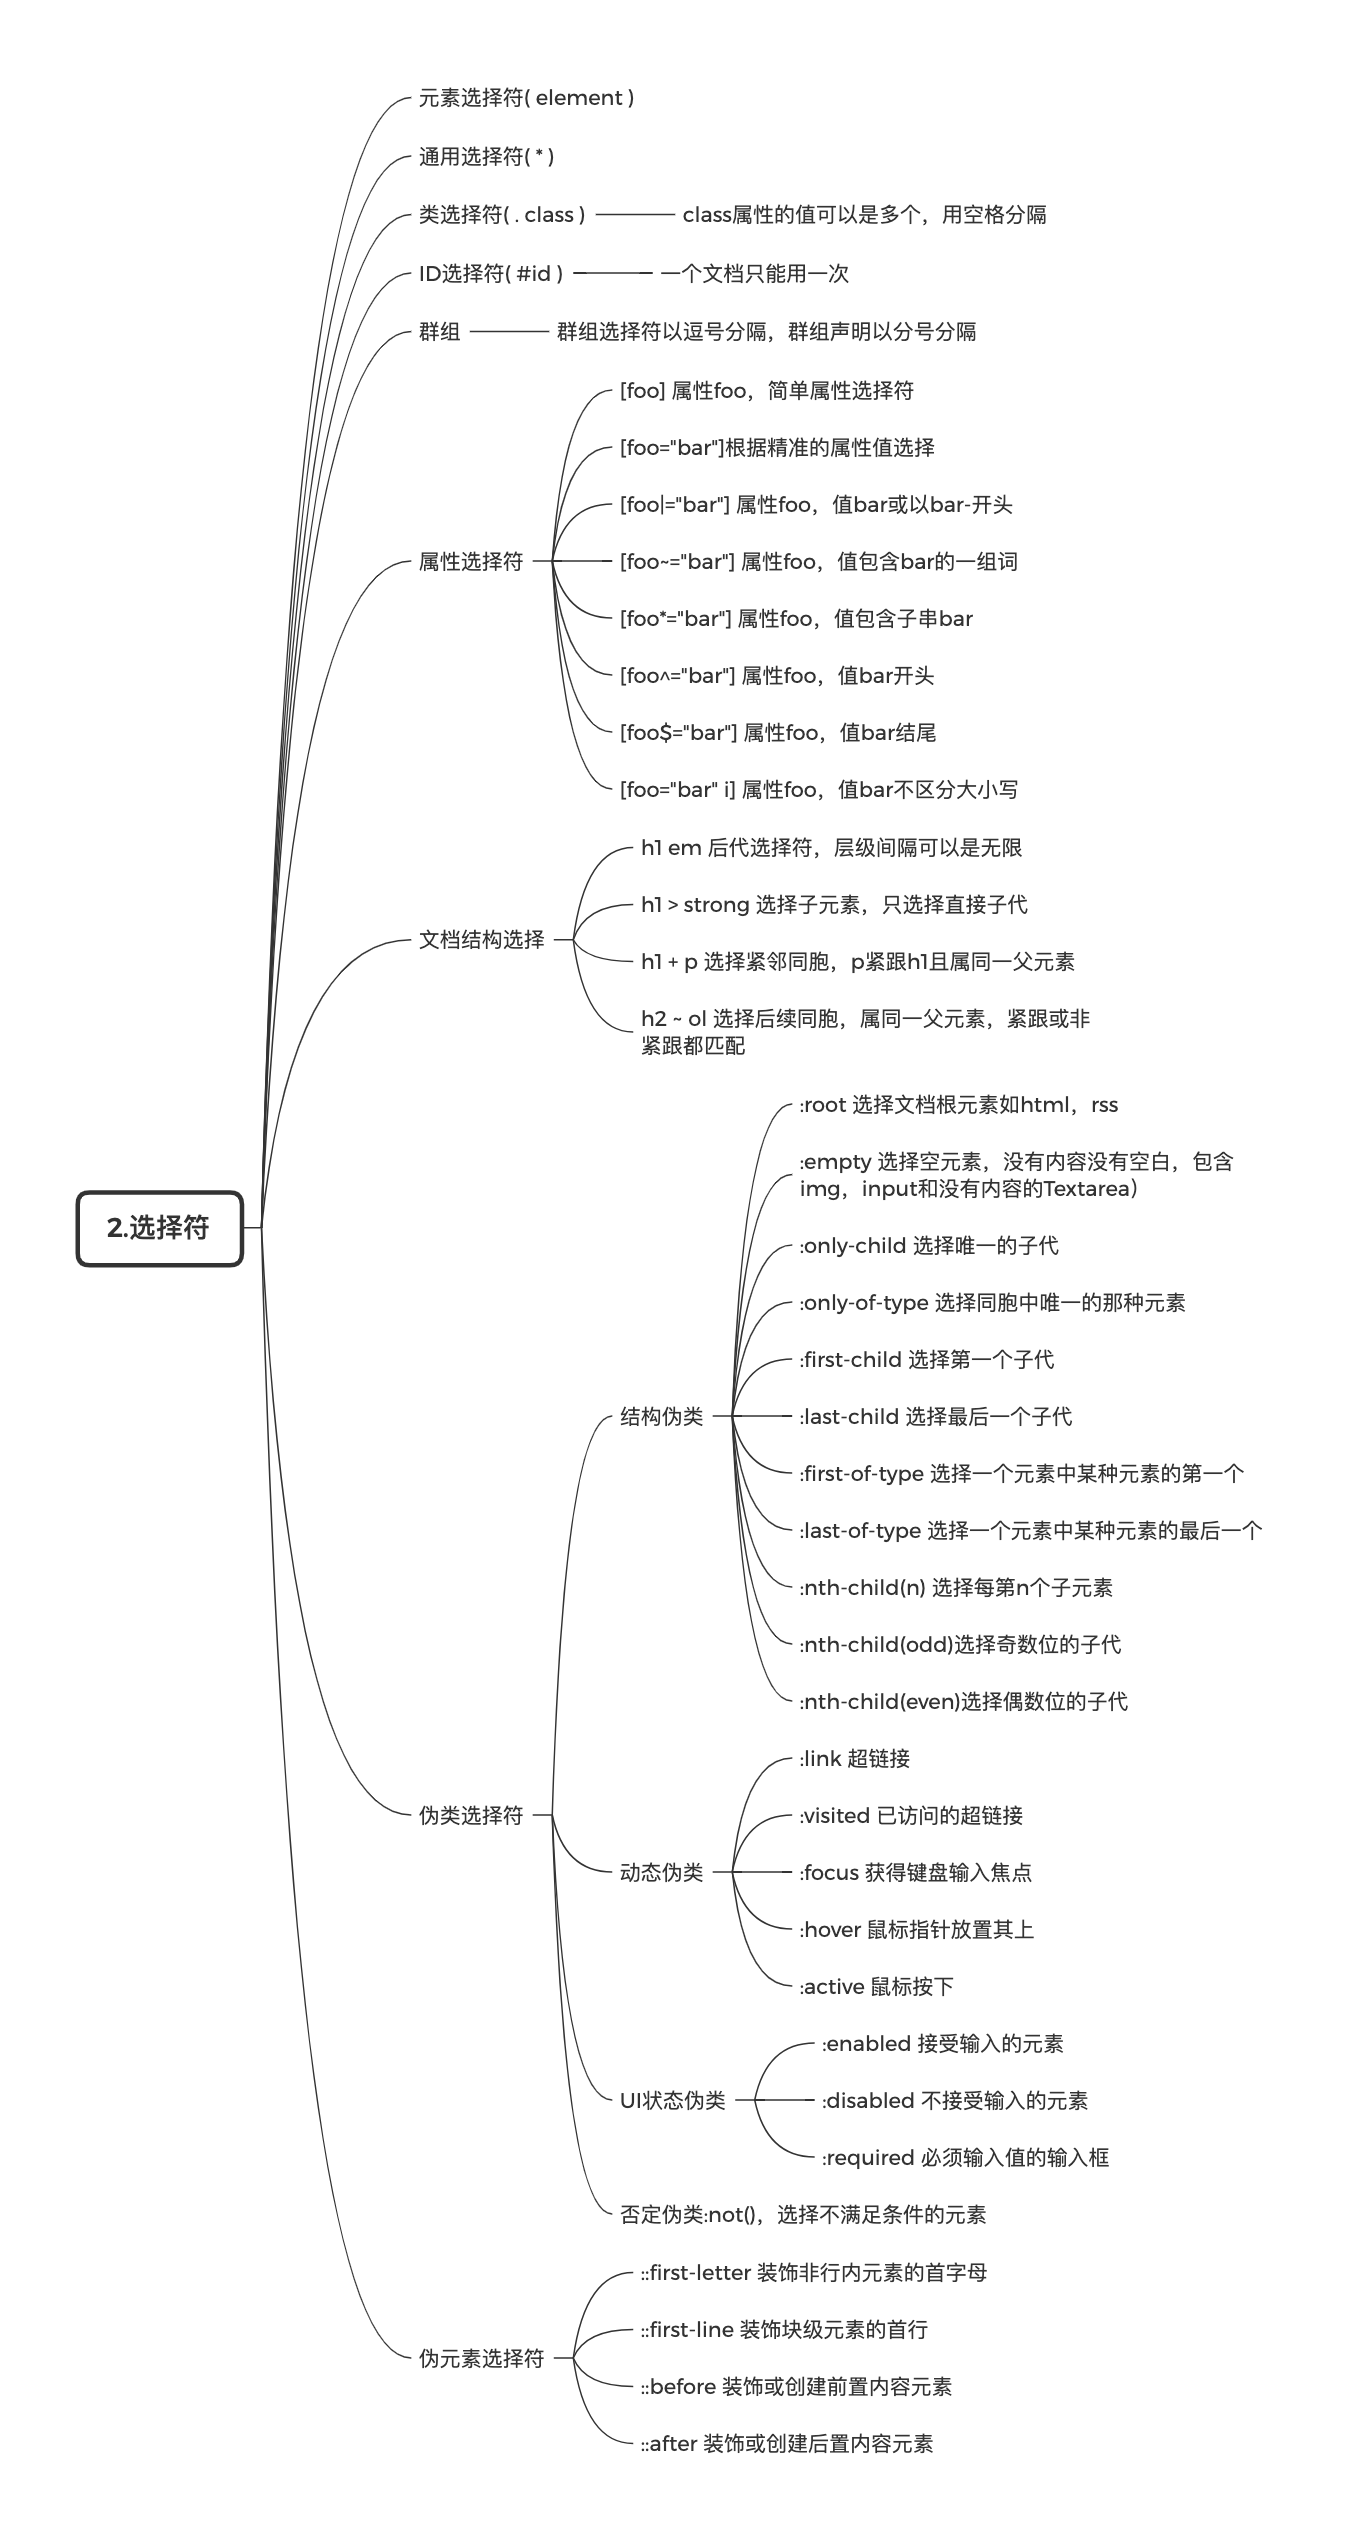 元素选择符( element )
通用选择符( * )
类选择符( . class )
class属性的值可以是多个，用空格分隔
ID选择符( #id )
一个文档只能用一次
群组
群组选择符以逗号分隔，群组声明以分号分隔
属性选择符
[foo] 属性foo，简单属性选择符
[foo="bar"]根据精准的属性值选择
[foo|="bar"] 属性foo，值bar或以bar-开头
[foo~="bar"] 属性foo，值包含bar的一组词
[foo*="bar"] 属性foo，值包含子串bar
[foo^="bar"] 属性foo，值bar开头
[foo$="bar"] 属性foo，值bar结尾
[foo="bar" i] 属性foo，值bar不区分大小写
文档结构选择
h1 em 后代选择符，层级间隔可以是无限
h1 > strong 选择子元素，只选择直接子代
h1 + p 选择紧邻同胞，p紧跟h1且属同一父元素
h2 ~ ol 选择后续同胞，属同一父元素，紧跟或非
紧跟都匹配
2.选择符
伪类选择符
结构伪类
:root 选择文档根元素如html，rss
:empty 选择空元素，没有内容没有空白，包含
img，input和没有内容的Textarea）
:only-child 选择唯一的子代
:only-of-type 选择同胞中唯一的那种元素
:first-child 选择第一个子代
:last-child 选择最后一个子代
:first-of-type 选择一个元素中某种元素的第一个
:last-of-type 选择一个元素中某种元素的最后一个
:nth-child(n) 选择每第n个子元素
:nth-child(odd)选择奇数位的子代
:nth-child(even)选择偶数位的子代
动态伪类
:link 超链接
:visited 已访问的超链接
:focus 获得键盘输入焦点
:hover 鼠标指针放置其上
:active 鼠标按下
UI状态伪类
:enabled 接受输入的元素
:disabled 不接受输入的元素
:required 必须输入值的输入框
否定伪类:not()，选择不满足条件的元素
伪元素选择符
::first-letter 装饰非行内元素的首字母
::first-line 装饰块级元素的首行
::before 装饰或创建前置内容元素
::after 装饰或创建后置内容元素